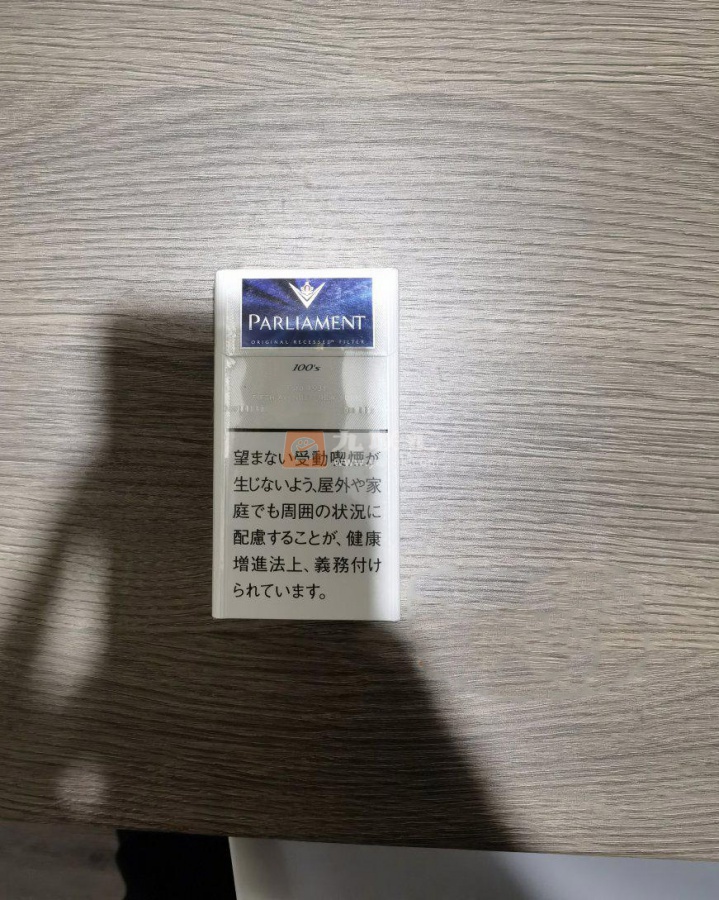 PARLIAMENT
ORIGINAL RECESSED™ FILTER
100's
望まない受動喫煙が
生じないよう、屋外や家
庭でも周囲の状況に
配慮することが、健康
増進法上、義務付け
られています。